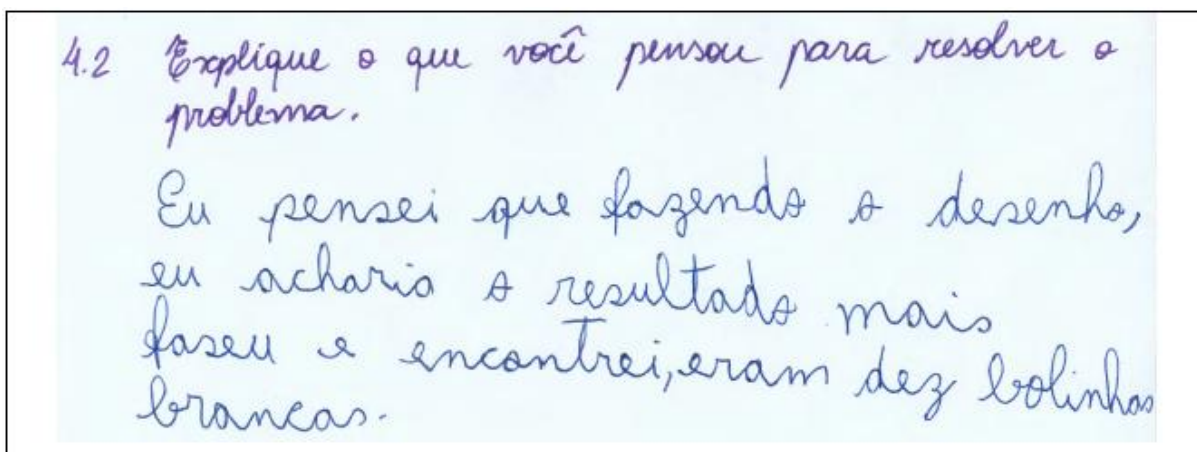 4.2 Explique o que você pensou para resolver o
problema.
Eu pensei que fazendo o desenho,
eu acharia o resultado mais
faseu e encontrei, eram dez bolinhas
brancas.